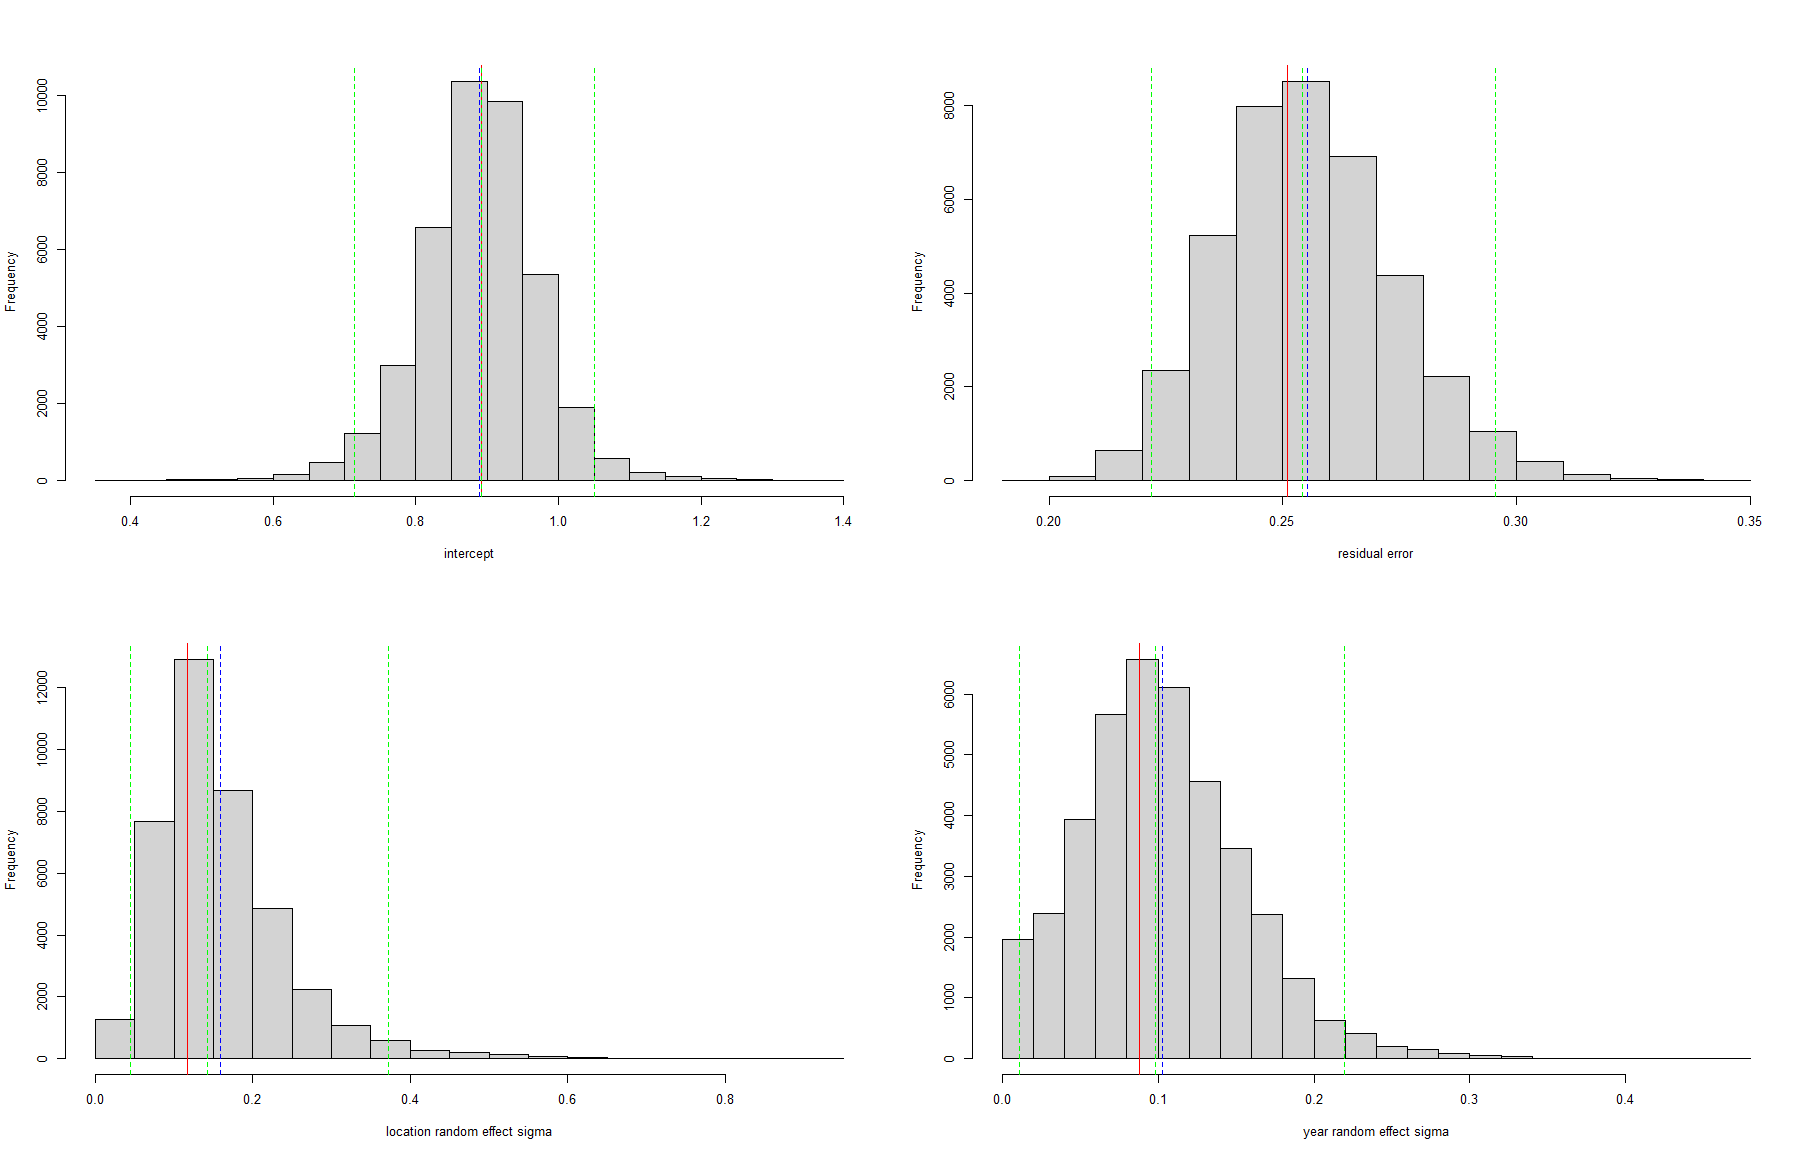 Frequency
0 2000 4000 6000 8000 10000
0.4 0.6 0.8 1.0 1.2 1.4
intercept
Frequency
0 2000 4000 6000 8000
0.20 0.25 0.30 0.35
residual error
Frequency
0 2000 4000 6000 8000 10000 12000
0.0 0.2 0.4 0.6 0.8
location random effect sigma
Frequency
0 1000 2000 3000 4000 5000 6000
0.0 0.1 0.2 0.3 0.4
year random effect sigma